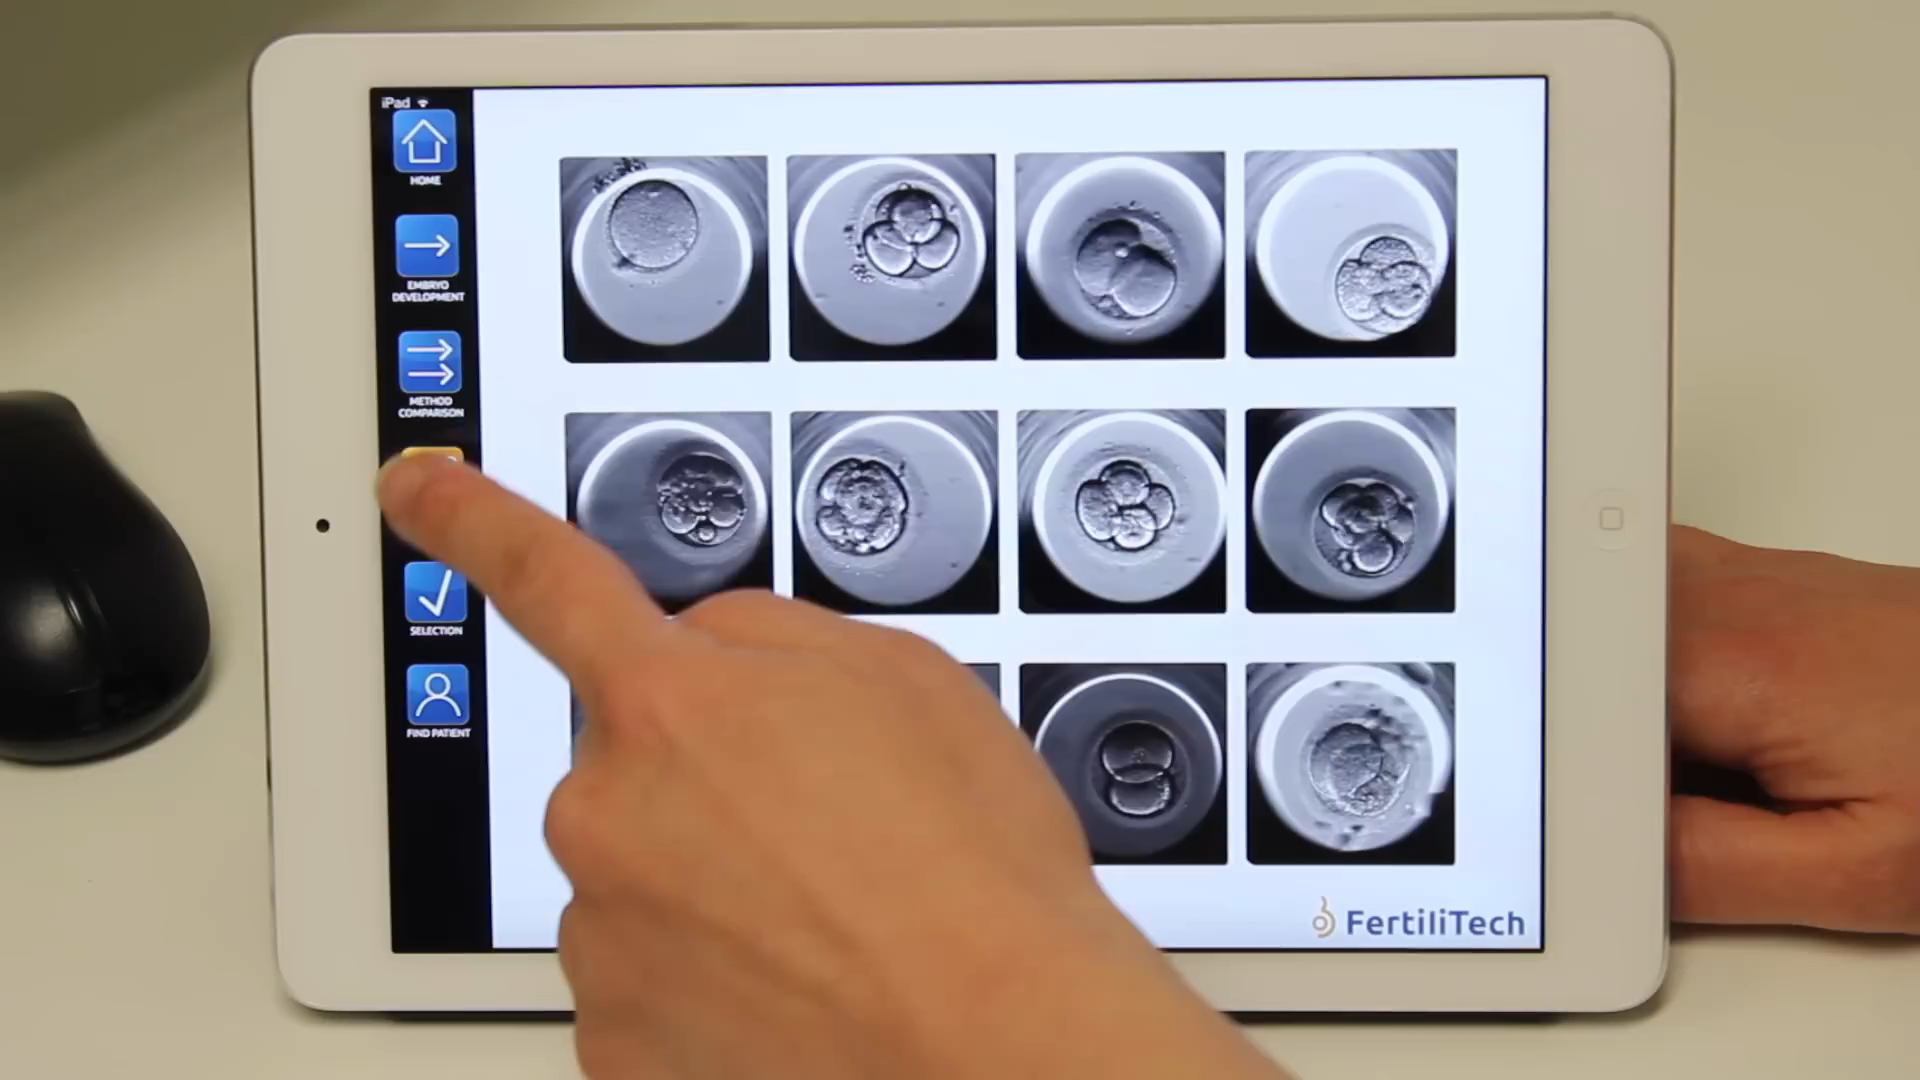 iPad
HOME
EMBRYO
DEVELOPMENT
METHOD
COMPARISON
SELECTION
FIND PATIENT
FertiliTech